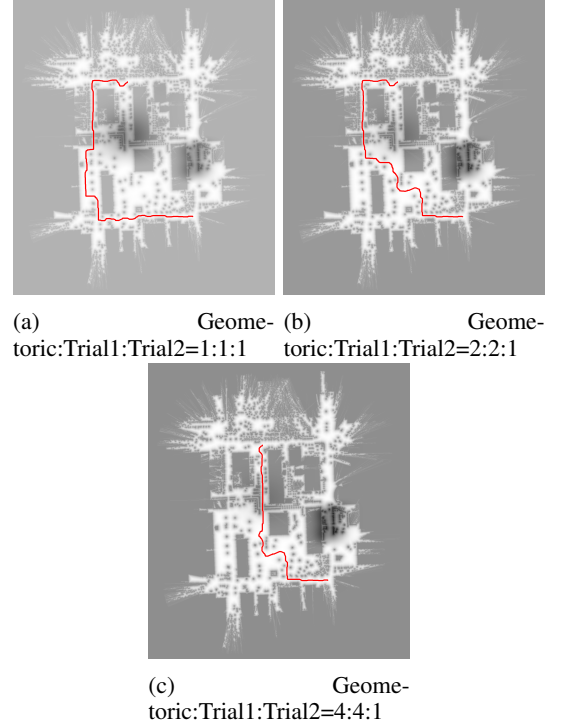 (a) Geome-
toric:Trial1:Trial2=1:1:1
(b) Geome-
toric:Trial1:Trial2=2:2:1
(c) Geome-
toric:Trial1:Trial2=4:4:1